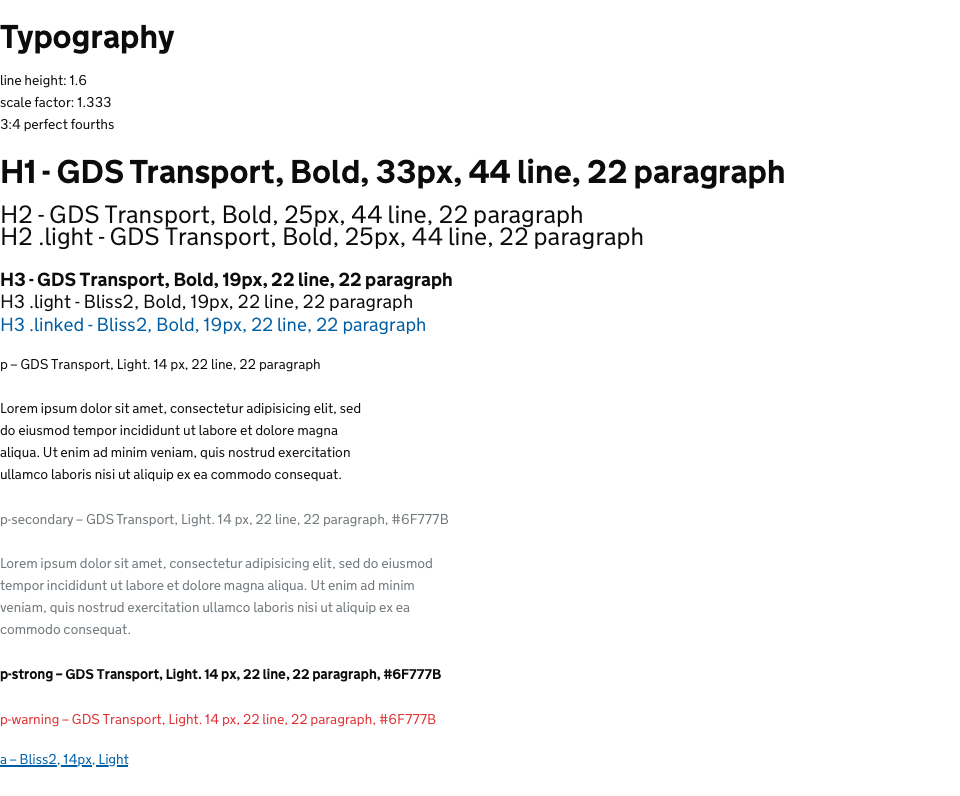 Typography
line height: 1.6
scale factor: 1.333
3:4 perfect fourths
H1 - GDS Transport, Bold, 33px, 44 line, 22 paragraph
H2 - GDS Transport, Bold, 25px, 44 line, 22 paragraph
H2 .light - GDS Transport, Bold, 25px, 44 line, 22 paragraph
H3 - GDS Transport, Bold, 19px, 22 line, 22 paragraph
H3 .light - Bliss2, Bold, 19px, 22 line, 22 paragraph
H3 .linked - Bliss2, Bold, 19px, 22 line, 22 paragraph
p – GDS Transport, Light. 14 px, 22 line, 22 paragraph
Lorem ipsum dolor sit amet, consectetur adipisicing elit, sed
do eiusmod tempor incididunt ut labore et dolore magna
aliqua. Ut enim ad minim veniam, quis nostrud exercitation
ullamco laboris nisi ut aliquip ex ea commodo consequat.
p-secondary – GDS Transport, Light. 14 px, 22 line, 22 paragraph, #6F777B
Lorem ipsum dolor sit amet, consectetur adipisicing elit, sed do eiusmod
tempor incididunt ut labore et dolore magna aliqua. Ut enim ad minim
veniam, quis nostrud exercitation ullamco laboris nisi ut aliquip ex ea
commodo consequat.
p-strong – GDS Transport, Light. 14 px, 22 line, 22 paragraph, #6F777B
p-warning – GDS Transport, Light. 14 px, 22 line, 22 paragraph, #6F777B
a – Bliss2, 14px, Light